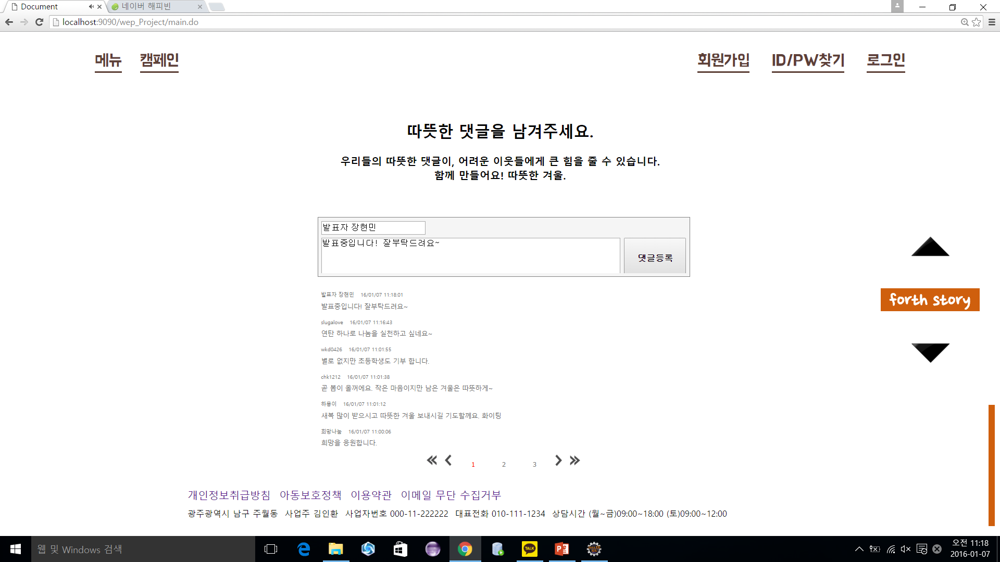 Document
네이버 해피빈
localhost:9090/wep_Project/main.do
메뉴 캠페인 회원가입 ID/PW찾기 로그인
따뜻한 댓글을 남겨주세요.
우리들의 따뜻한 댓글이, 어려운 이웃들에게 큰 힘을 줄 수 있습니다.
함께 만들어요! 따뜻한 겨울.
발표자 장현민
발표중입니다! 잘부탁드려요~
댓글등록
발표자 장현민 16/01/07 11:18:01
발표중입니다! 잘부탁드려요~
forth story
slugalove 16/01/07 11:16:43
연탄 하나로 나눔을 실천하고 싶네요~
wkd0426 16/01/07 11:01:55
별로 없지만 초등학생도 기부 합니다.
chk1212 16/01/07 11:01:38
곧 봄이 올꺼에요. 작은 마음이지만 남은 겨울은 따뜻하게~
16/01/07 11:01:12
새복 많이 받으시고 따뜻한 겨울 보내시길 기도할께요. 화이팅
희망나눔 16/01/07 11:00:06
희망을 응원합니다.
1 2 3
개인정보취급방침 아동보호정책 이용약관 이메일 무단 수집거부
광주광역시 남구 주월동 사업주 김인환 사업자번호 000-11-222222 대표전화 010-111-1234 상담시간 (월~금)09:00~18:00 (토)09:00~12:00
웹 및 Windows 검색
TALK
오전 11:18
2016-01-07